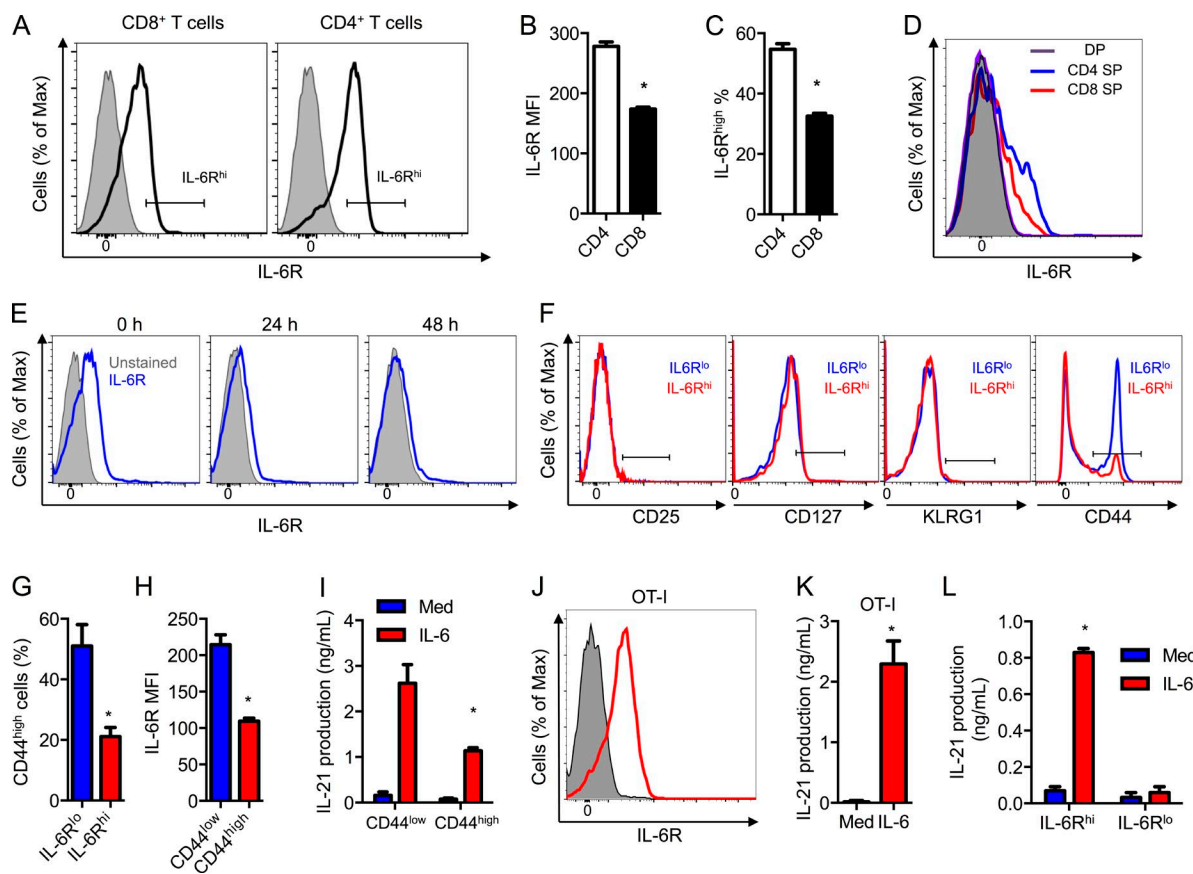 A
CD8+ T cells
CD4+ T cells
Cells (% of Max)
IL-6Rhi
IL-6Rhi
0
0
IL-6R
B
IL-6R MFI
300
200
100
0
*
CD4
CD8
C
IL-6Rhigh %
60
40
20
0
*
CD4
CD8
D
Cells (% of Max)
DP
CD4 SP
CD8 SP
0
IL-6R
E
0 h
24 h
48 h
Cells (% of Max)
Unstained
IL-6R
0
0
0
IL-6R
F
Cells (% of Max)
IL6Rlo
IL-6Rhi
IL6Rlo
IL-6Rhi
IL6Rlo
IL-6Rhi
IL6Rlo
IL-6Rhi
0
0
0
0
CD25
CD127
KLRG1
CD44
G
CD44high cells (%)
60
40
20
0
*
IL-6Rlo
IL-6Rhi
H
IL-6R MFI
250
200
150
100
50
0
*
CD44low
CD44high
I
Med
IL-6
IL-21 production (ng/mL)
4
3
2
1
0
*
CD44low
CD44high
J
OT-I
Cells (% of Max)
0
IL-6R
K
OT-I
IL-21 production (ng/mL)
3
2
1
0
*
Med IL-6
L
IL-21 production
(ng/mL)
1.0
0.8
0.6
0.4
0.2
0.0
*
Med
IL-6
IL-6Rhi
IL-6Rlo